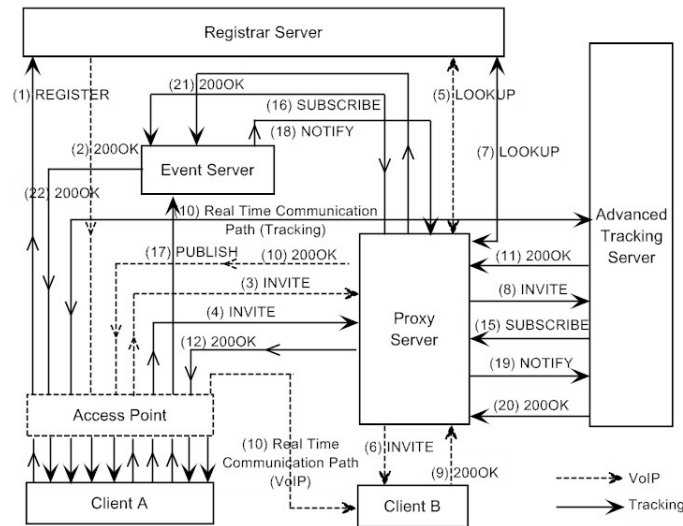 Registrar Server
(1) REGISTER
(21) 200OK
(5) LOOKUP
(16) SUBSCRIBE
(18) NOTIFY
(2) 200OK
Event Server
(7) LOOKUP
(22) 200OK
(10) Real Time Communication
Path (Tracking)
Advanced
Tracking
Server
(17) PUBLISH
(10) 200OK
(11) 200OK
(3) INVITE
(8) INVITE
(4) INVITE
Proxy
Server
(15) SUBSCRIBE
(12) 200OK
(19) NOTIFY
(20) 200OK
Access Point
(10) Real Time
Communication Path
(VoIP)
(6) INVITE
(9) 200OK
Client A
Client B
VoIP
Tracking